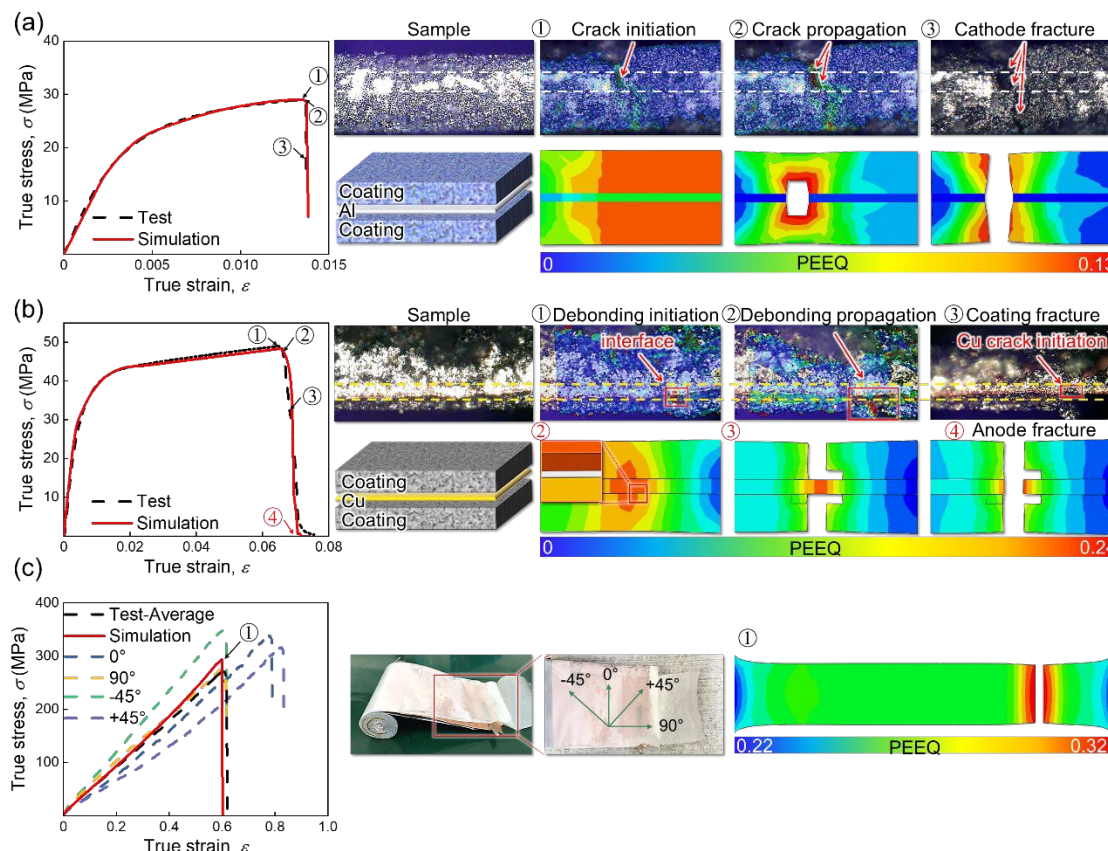 (a)
40
30
20
10
0
0.005
0.010
0.015
True stress, σ (MPa)
True strain, ε
Test
Simulation
①
②
③
Sample
① Crack initiation
② Crack propagation
③ Cathode fracture
Coating
Al
Coating
0
PEEQ
0.13
(b)
50
40
30
20
10
0
0.02
0.04
0.06
0.08
True stress, σ (MPa)
True strain, ε
Test
Simulation
①
②
③
④
Sample
① Debonding initiation
interface
② Debonding propagation
③ Coating fracture
Cu crack initiation
Coating
Cu
Coating
②
③
④ Anode fracture
0
PEEQ
(c)
400
300
200
100
0
0.2
0.4
0.6
0.8
1.0
True stress, σ (MPa)
True strain, ε
Test-Average
Simulation
0°
90°
-45°
+45°
①
-45°
0°
+45°
90°
①
0.22
PEEQ
0.32